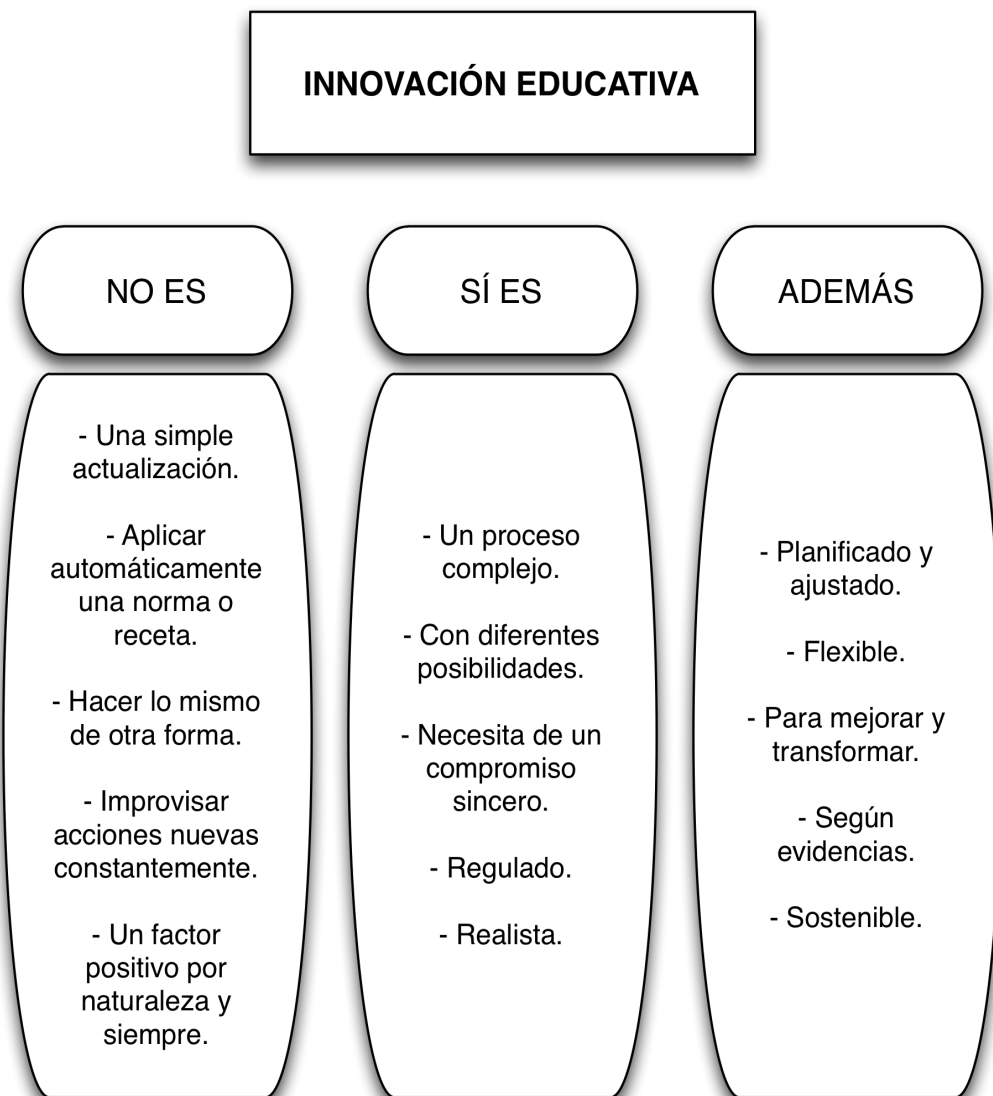 INNOVACIÓN EDUCATIVA
NO ES
- Una simple
actualización.
- Aplicar
automáticamente
una norma o
receta.
- Hacer lo mismo
de otra forma.
- Improvisar
acciones nuevas
constantemente.
- Un factor
positivo por
naturaleza y
siempre.
SÍ ES
- Un proceso
complejo.
- Con diferentes
posibilidades.
- Necesita de un
compromiso
sincero.
- Regulado.
- Realista.
ADEMÁS
- Planificado y
ajustado.
- Flexible.
- Para mejorar y
transformar.
- Según
evidencias.
- Sostenible.